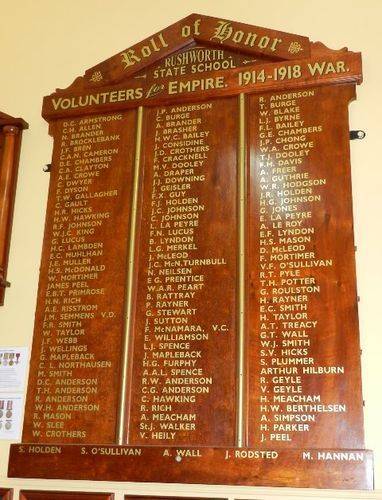 Roll of Honor
RUSHWORTH
STATE SCHOOL
VOLUNTEERS for EMPIRE. 1914-1918 WAR.
D.C. ARMSTRONG
C.H. ALLEN
N. BRANDER
R. BROCKLEBANK
F. BRIEN
C.A.N. CAMERON
D.E. CHAMBERS
C.A. CLAYTON
A.E. CROWE
C. DWYER
F. DYSON
T.W. GALLAGHER
C. GAULT
H.R. HICKS
H.W. HAWKING
R.F. JOHNSON
W.J.C. KING
G. LUCUS
H.C. LAMBDEN
E.C. MUHLHAN
J.E. MULLER
H.S. McDONALD
W. MORTIMER
JAMES PEEL
E.B.T. PRIMROSE
H.N. RICH
A.E. RISSTROM
J.M. SEMMENS V.D.
F.R. SMITH
W. TAYLOR
J.F. WEBB
J. WELLINGS
G. MAPLEBACK
C.L. NORTHAUSEN
M. SMITH
D.C. ANDERSON
T.H. ANDERSON
R. ANDERSON
W.H. ANDERSON
R. MASON
W. SLEE
W. CROTHERS
J.P. ANDERSON
C. BURGE
A. BRANDER
J. BRASHER
H.W.C. BAILEY
J. CONSIDINE
J.D. CROTHERS
F. CRACKNELL
M.V. DOOLEY
A. DRAPER
J.J. DOWNING
J. GEISLER
F.X. GUY
F.J. HOLDEN
J.C. JOHNSON
C. JOHNSON
L. LA PEYRE
F.N. LUCUS
B. LYNDON
L.G. MERKEL
J. McLEOD
J.G. McN.TURNBULL
N. NEILSEN
E.G. PRENTICE
W.A.R. PEART
B. RATTRAY
P. RAYNER
G. STEWART
J. SUTTON
F. McNAMARA, V.C.
E. WILLIAMSON
L.J. SPENCE
J. MAPLEBACK
H.G. FURPHY
A.A.L. SPENCE
R.W. ANDERSON
C.G. ANDERSON
C. HAWKING
R. RICH
A. MEACHAM
St.J. WALKER
V. HEILY
R. ANDERSON
T. BURGE
W. BLAKE
L.J. BYRNE
F.L. BAILEY
G.E. CHAMBERS
J.P. CHONG
W.A. CROWE
T.J. DOOLEY
F.H. DAVIS
A. FREER
A. GUTHRIE
W.R. HODGSON
J.R. HOLDEN
H.G. JOHNSON
G. JONES
E. LA PEYRE
A. LE ROY
E.F. LYNDON
H.S. MASON
D. McLEOD
F. MORTIMER
V.F. O'SULLIVAN
R.T. PYLE
T.H. POTTER
G. ROULSTON
H. RAYNER
E.C. SMITH
H. TAYLOR
A.T. TREACY
G.T. WALL
W.J. SMITH
S.V. HICKS
S. PLUMMER
ARTHUR HILBURN
R. GEYLE
V. GEYLE
H. MEACHAM
H.W. BERTHELSEN
A. SIMPSON
H. PARKER
J. PEEL
S. HOLDEN S. O'SULLIVAN A. WALL J. RODSTED M. HANNAN